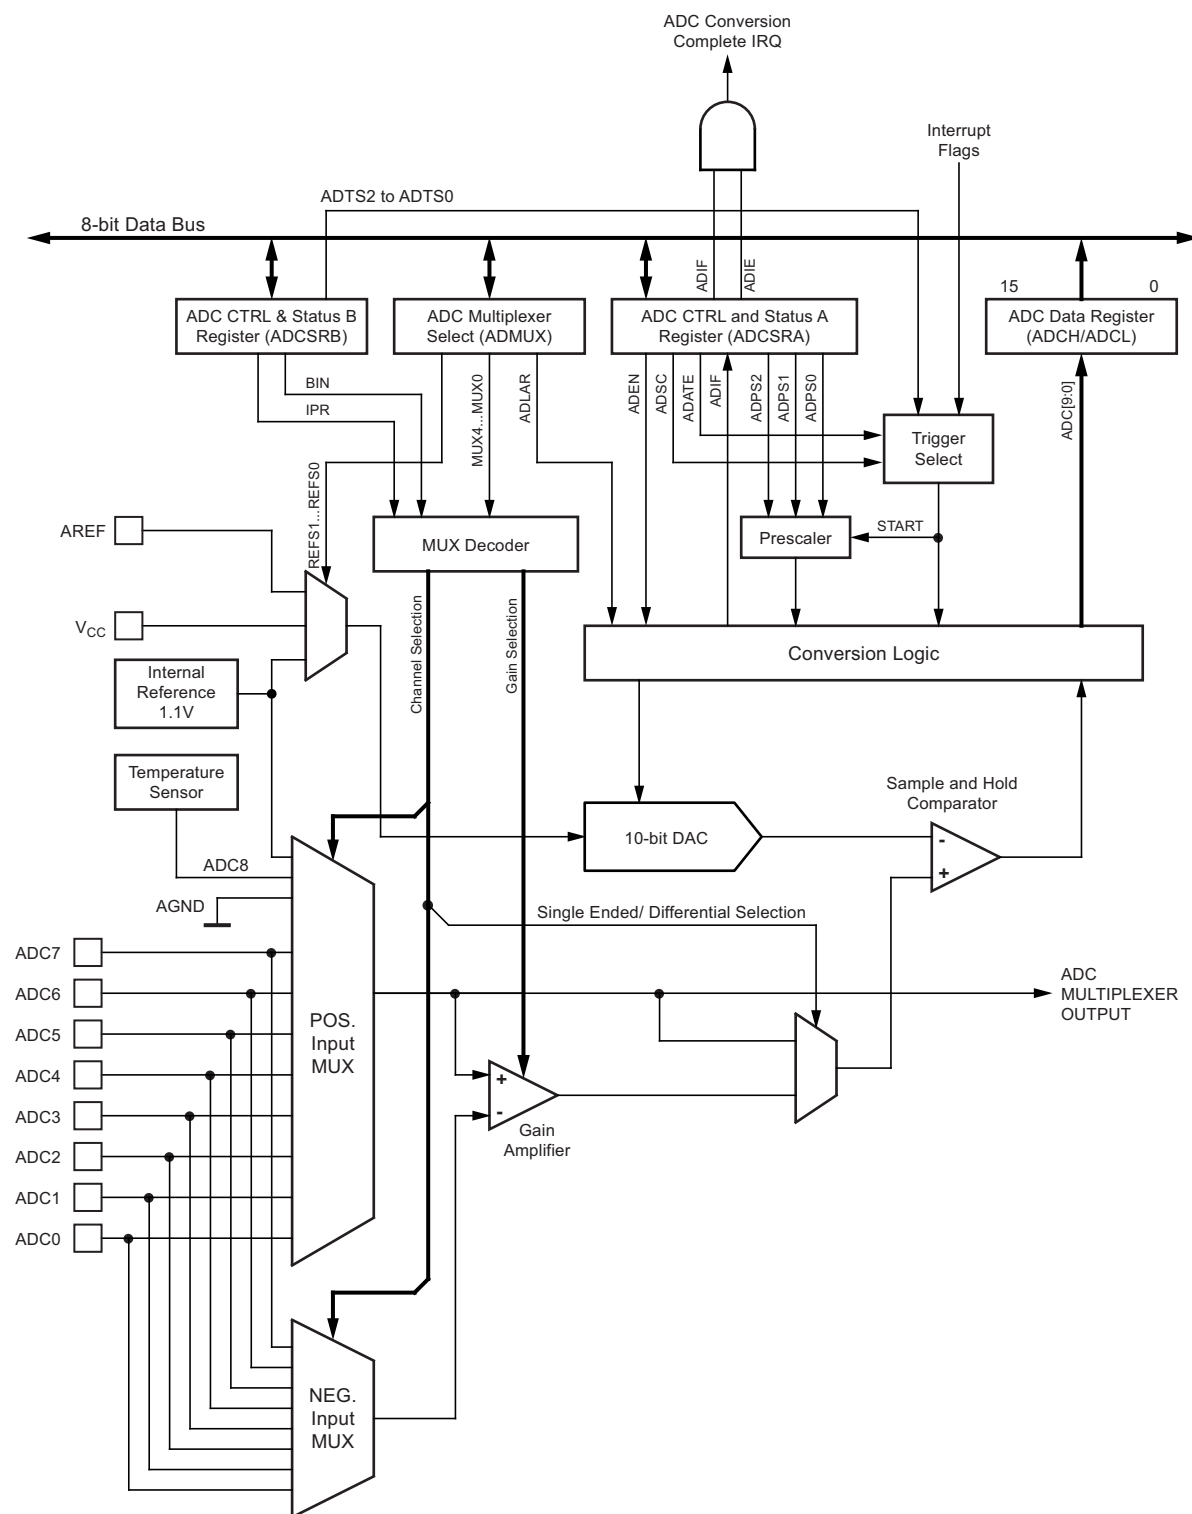 ADC Conversion
Complete IRQ
Interrupt
Flags
ADTS2 to ADTS0
8-bit Data Bus
ADIF
ADIE
15
0
ADC CTRL & Status B
Register (ADCSRB)
ADC Multiplexer
Select (ADMUX)
ADC CTRL and Status A
Register (ADCSRA)
ADC Data Register
(ADCH/ADCL)
BIN
IPR
REFS1...REFS0
MUX4...MUX0
ADLAR
ADEN
ADSC
ADATE
ADIF
ADPS2
ADPS1
ADPS0
ADC[9:0]
Trigger
Select
AREF
MUX Decoder
Prescaler
START
VCC
Channel Selection
Gain Selection
Conversion Logic
Internal
Reference
1.1V
Temperature
Sensor
Sample and Hold
Comparator
10-bit DAC
-
+
ADC8
AGND
Single Ended/ Differential Selection
ADC7
ADC6
ADC5
ADC4
ADC3
ADC2
ADC1
ADC0
POS.
Input
MUX
ADC
MULTIPLEXER
OUTPUT
+
-
Gain
Amplifier
NEG.
Input
MUX